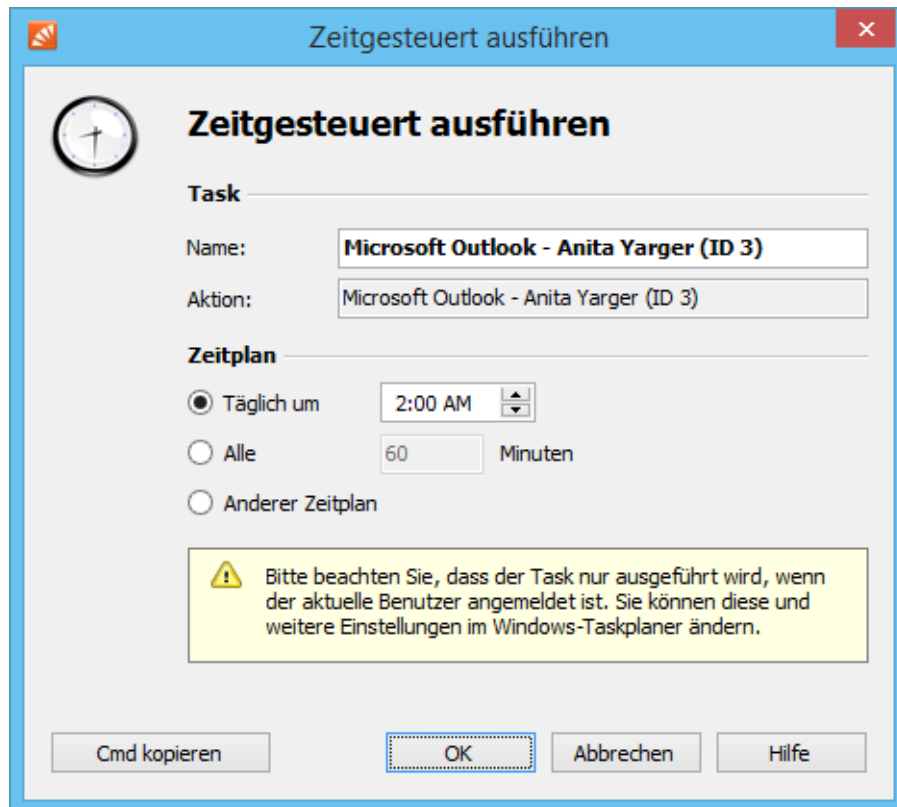 Zeitgesteuert ausführen
Zeitgesteuert ausführen
Task
Name: Microsoft Outlook - Anita Yarger (ID 3)
Aktion: Microsoft Outlook - Anita Yarger (ID 3)
Zeitplan
Täglich um 2:00 AM
Alle 60 Minuten
Anderer Zeitplan
Bitte beachten Sie, dass der Task nur ausgeführt wird, wenn
der aktuelle Benutzer angemeldet ist. Sie können diese und
weitere Einstellungen im Windows-Taskplaner ändern.
Cmd kopieren OK Abbrechen Hilfe